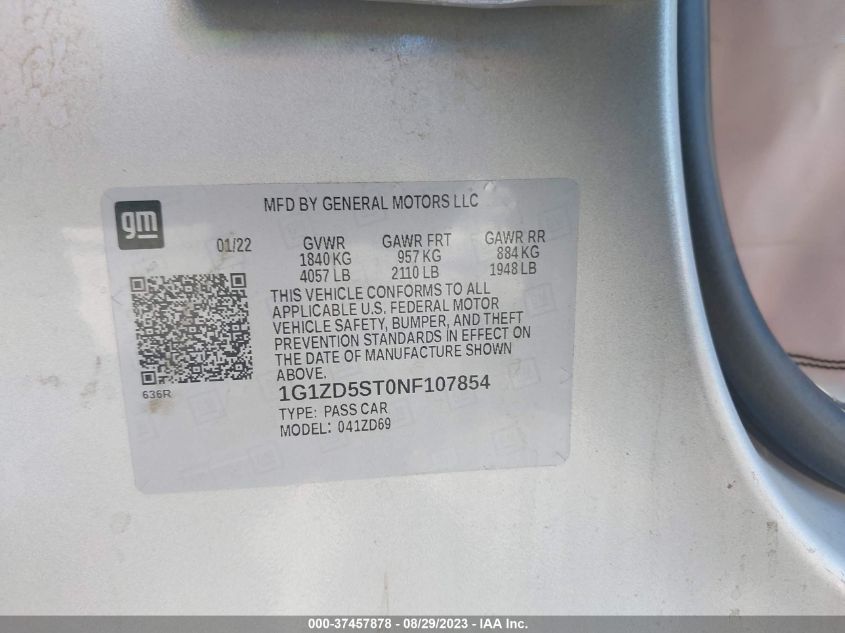 gm
MFD BY GENERAL MOTORS LLC
01/22 GVWR GAWR FRT GAWR RR
1840 KG 957 KG 884 KG
4057 LB 2110 LB 1948 LB
THIS VEHICLE CONFORMS TO ALL
APPLICABLE U.S. FEDERAL MOTOR
VEHICLE SAFETY, BUMPER, AND THEFT
PREVENTION STANDARDS IN EFFECT ON
THE DATE OF MANUFACTURE SHOWN
ABOVE.
636R
1G1ZD5ST0NF107854
TYPE: PASS CAR
MODEL: 041ZD69
000-37457878 - 08/29/2023 - IAA Inc.